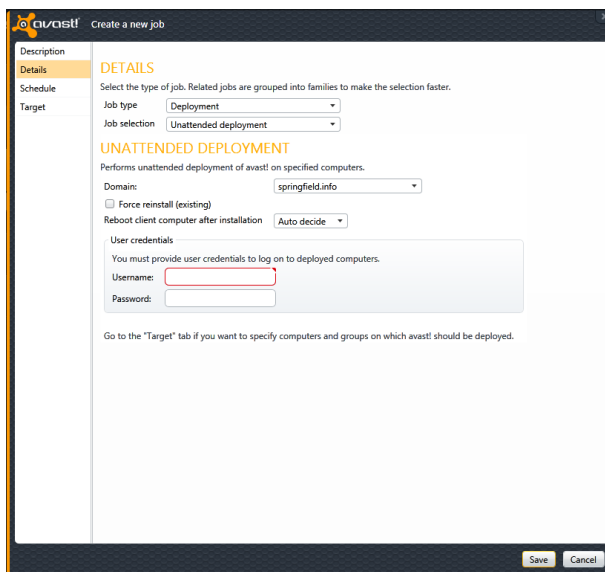 avast! Create a new job
Description
Details
Schedule
Target
DETAILS
Select the type of job. Related jobs are grouped into families to make the selection faster.
Job type Deployment
Job selection Unattended deployment
UNATTENDED DEPLOYMENT
Performs unattended deployment of avast! on specified computers.
Domain: springfield.info
Force reinstall (existing)
Reboot client computer after installation Auto decide
User credentials
You must provide user credentials to log on to deployed computers.
Username:
Password:
Go to the "Target" tab if you want to specify computers and groups on which avast! should be deployed.
Save Cancel